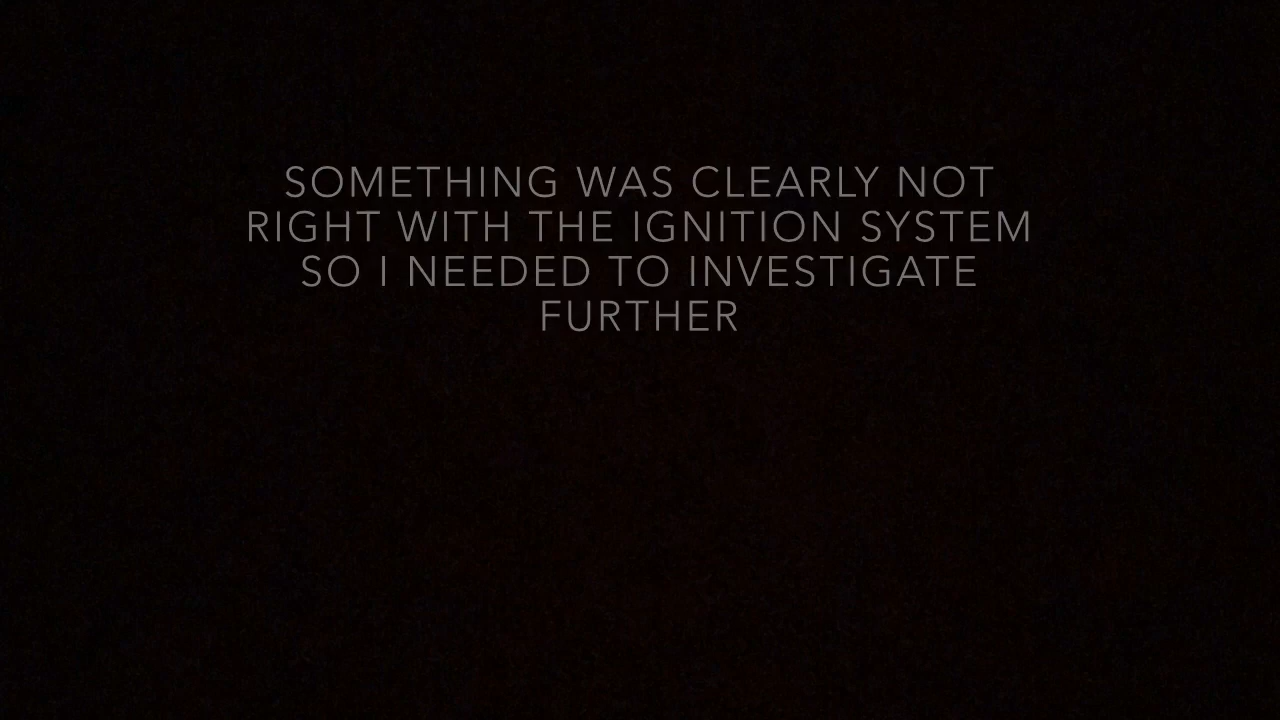 SOMETHING WAS CLEARLY NOT
RIGHT WITH THE IGNITION SYSTEM
SO I NEEDED TO INVESTIGATE
FURTHER